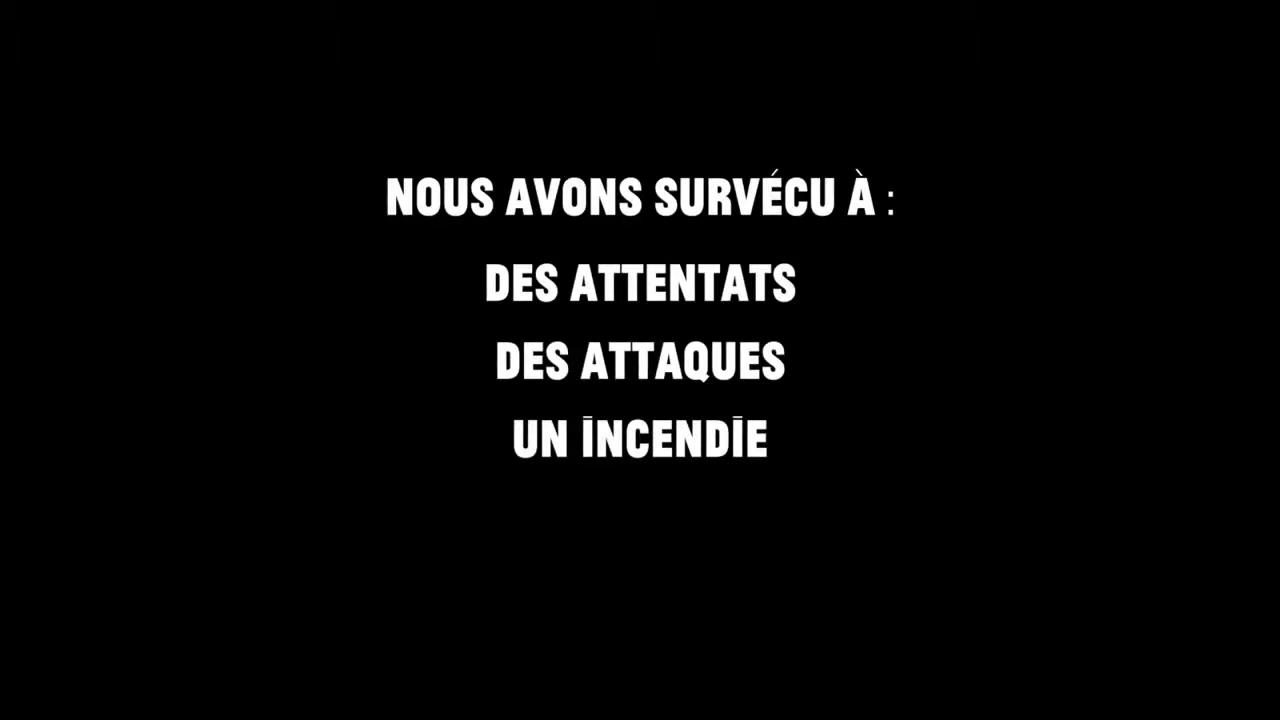 NOUS AVONS SURVÉCU À :
DES ATTENTATS
DES ATTAQUES
UN INCENDIE